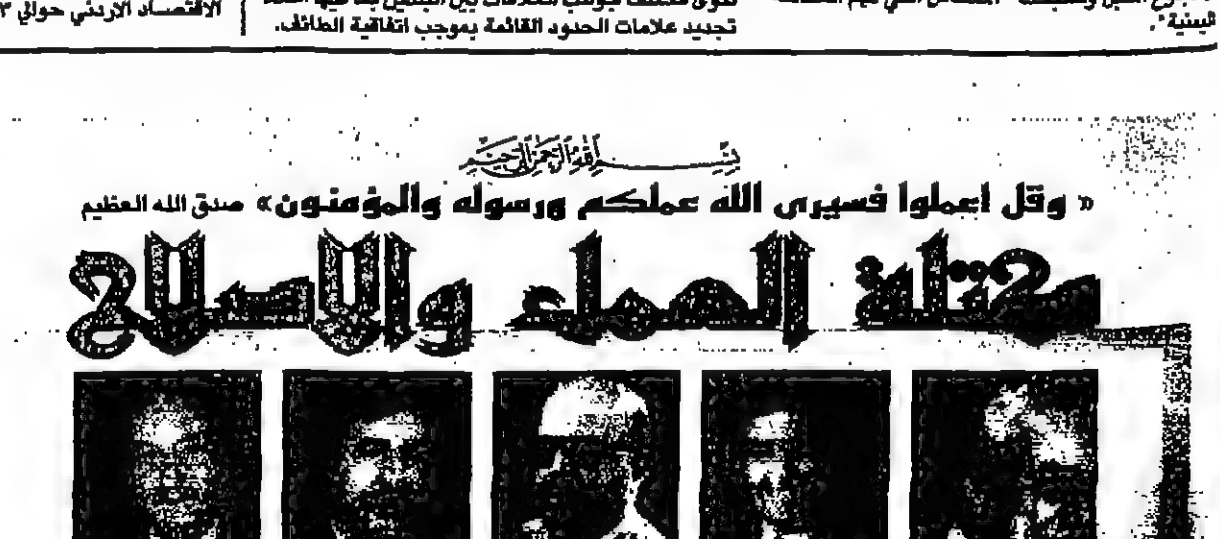 اليمنية".
تجديد علامات الحدود القائمة بموجب اتفاقية الطائف.
الاقتصاد الاردني حوالي ٣
بسم الله الرحمن الرحيم
« وقل اعملوا فسيرى الله عملكم ورسوله والمؤمنون» صدق الله العظيم
كتلة العمل والاصلاح